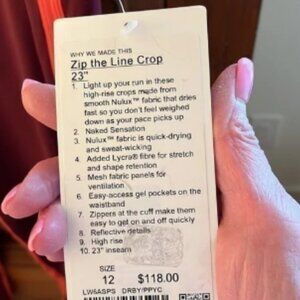 WHY WE MADE THIS
Zip the Line Crop
23"
1. Light up your run in these
high-rise crops made from
smooth Nulux™ fabric that dries
fast so you don't feel weighed
down as your pace picks up
2. Naked Sensation
3. Nulux™ fabric is quick-drying
and sweat-wicking
4. Added Lycra® fibre for stretch
and shape retention
5. Mesh fabric panels for
ventilation
6. Easy-access gel pockets on the
waistband
7. Zippers at the cuff make them
easy to get on and off quickly
8. Reflective details
9. High rise
10. 23" inseam
SIZE
12 $118.00
LW6ASPS DRBY/PPYC